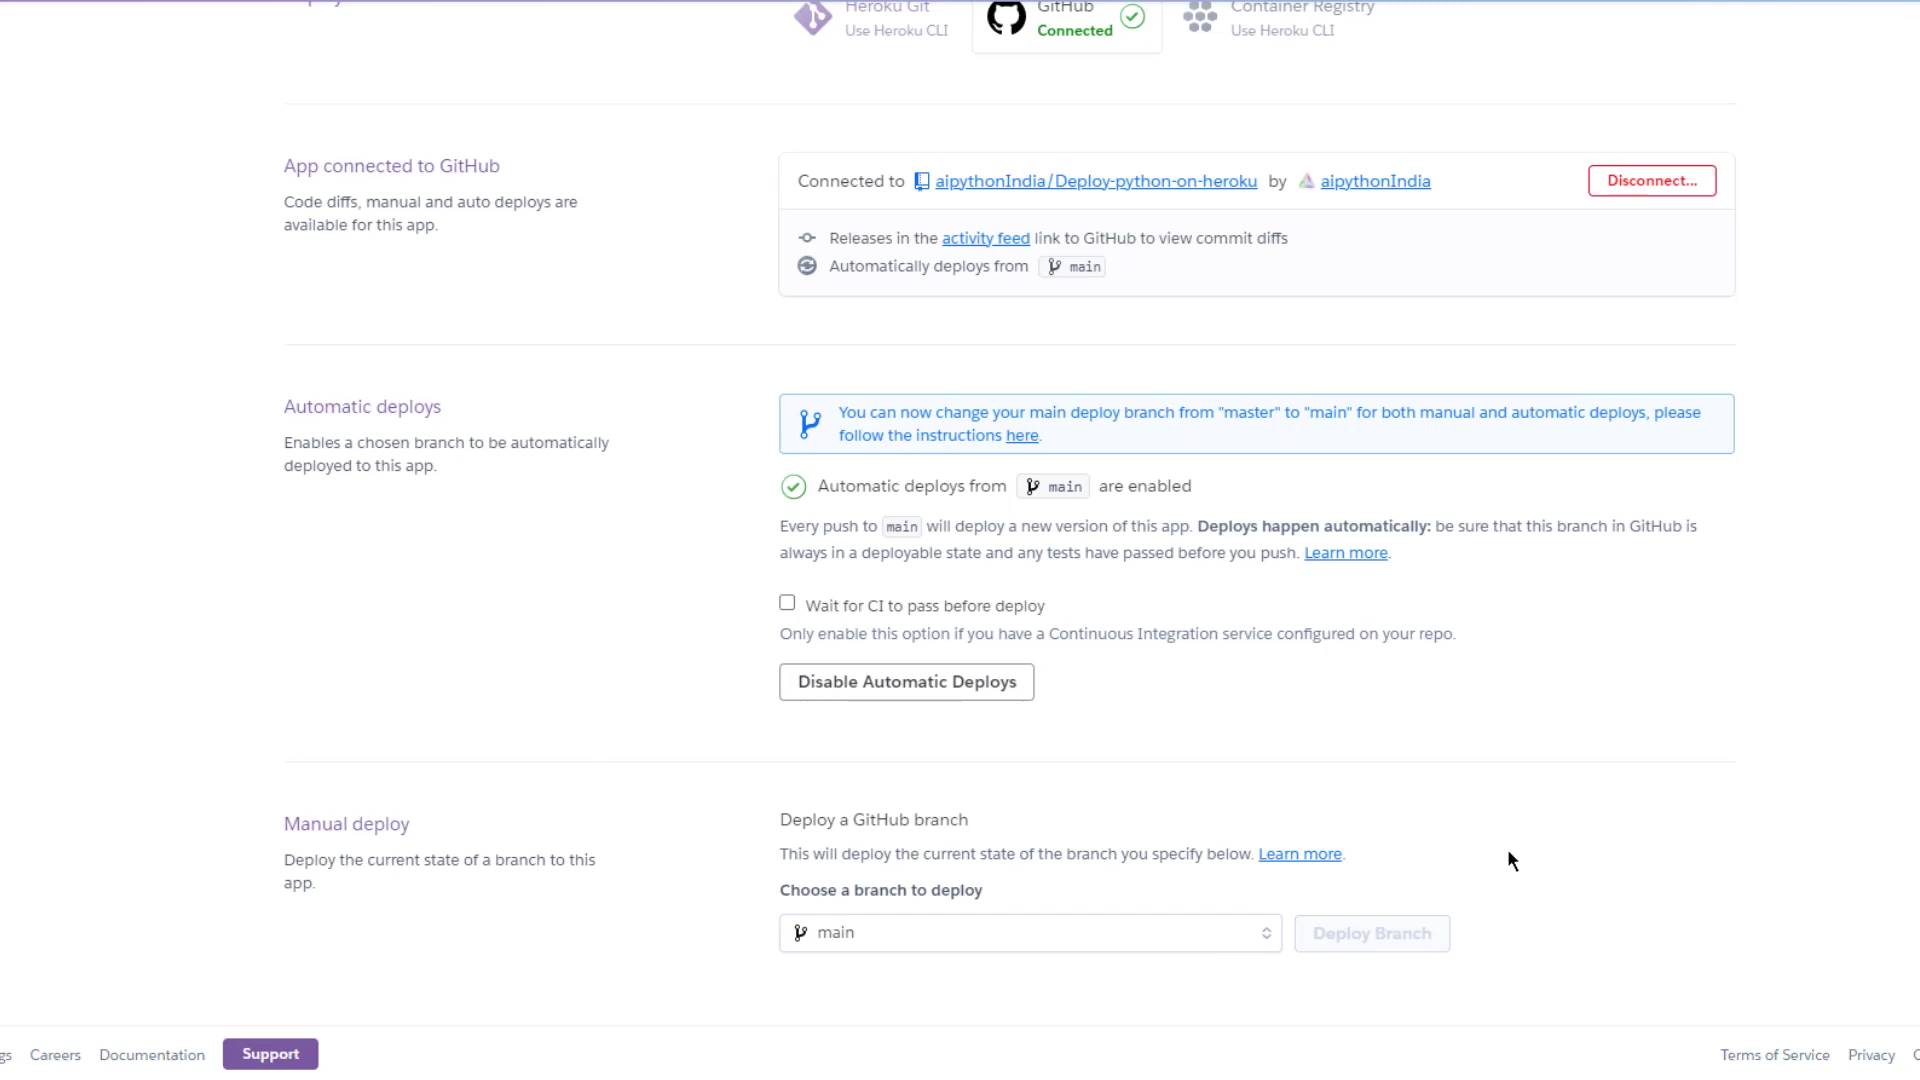 Heroku Git
Use Heroku CLI
GitHub
Connected
Container Registry
Use Heroku CLI
App connected to GitHub
Code diffs, manual and auto deploys are
available for this app.
Connected to aipythonIndia/Deploy-python-on-heroku by aipythonIndia
Disconnect...
Releases in the activity feed link to GitHub to view commit diffs
Automatically deploys from main
Automatic deploys
Enables a chosen branch to be automatically
deployed to this app.
You can now change your main deploy branch from "master" to "main" for both manual and automatic deploys, please
follow the instructions here.
Automatic deploys from main are enabled
Every push to main will deploy a new version of this app. Deploys happen automatically: be sure that this branch in GitHub is
always in a deployable state and any tests have passed before you push. Learn more.
Wait for CI to pass before deploy
Only enable this option if you have a Continuous Integration service configured on your repo.
Disable Automatic Deploys
Manual deploy
Deploy the current state of a branch to this
app.
Deploy a GitHub branch
This will deploy the current state of the branch you specify below. Learn more.
Choose a branch to deploy
main
Deploy Branch
gs Careers Documentation Support Terms of Service Privacy